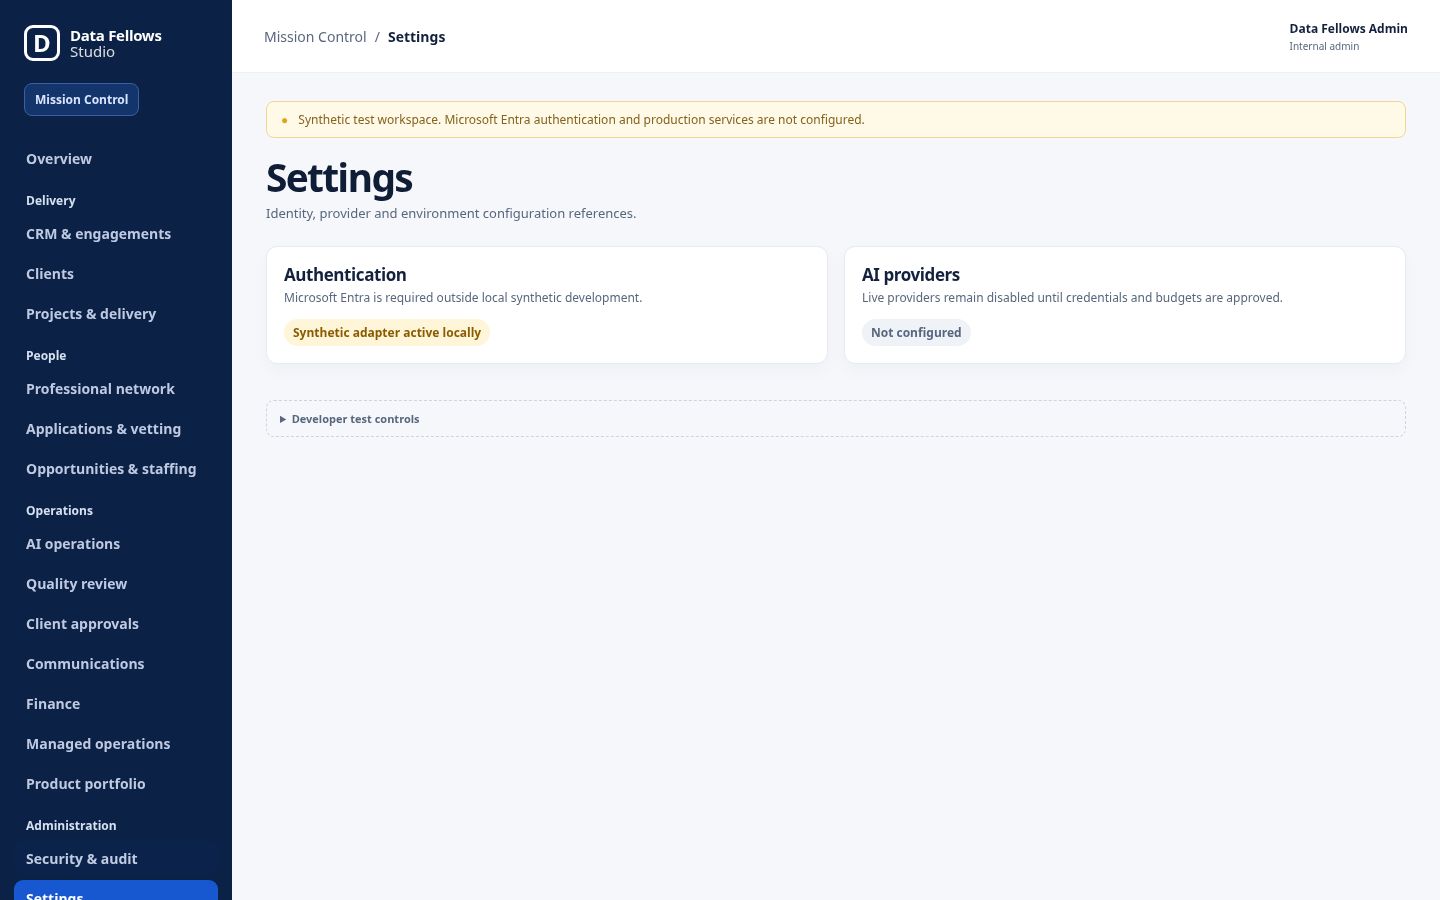 D
Data Fellows
Studio
Mission Control
Overview
Delivery
CRM & engagements
Clients
Projects & delivery
People
Professional network
Applications & vetting
Opportunities & staffing
Operations
AI operations
Quality review
Client approvals
Communications
Finance
Managed operations
Product portfolio
Administration
Security & audit
Settings
Mission Control / Settings
Data Fellows Admin
Internal admin
Synthetic test workspace. Microsoft Entra authentication and production services are not configured.
Settings
Identity, provider and environment configuration references.
Authentication
Microsoft Entra is required outside local synthetic development.
Synthetic adapter active locally
AI providers
Live providers remain disabled until credentials and budgets are approved.
Not configured
Developer test controls